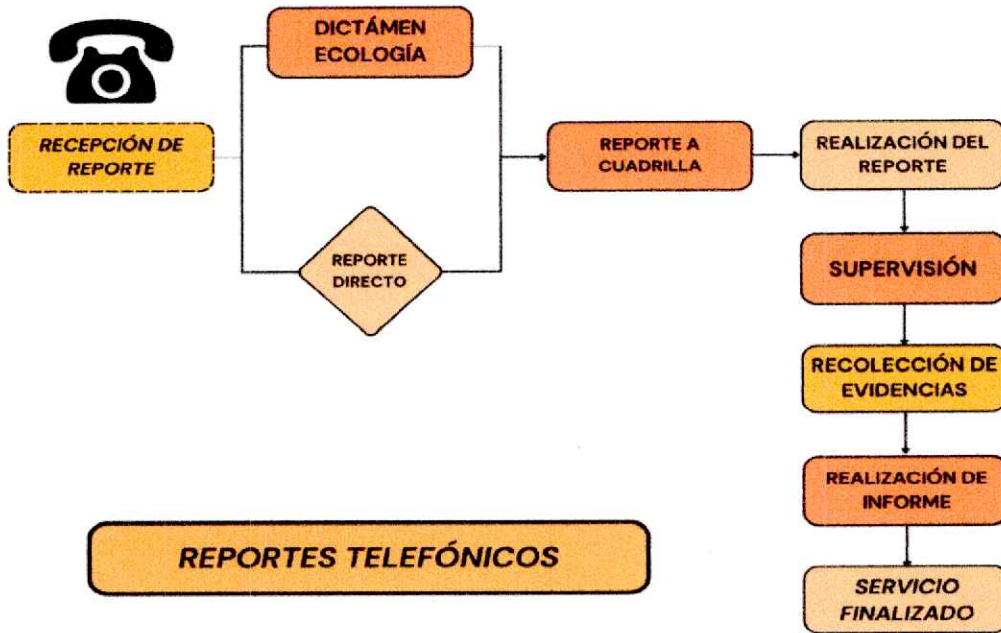 RECEPCIÓN DE
REPORTE
DICTÁMEN
ECOLOGÍA
REPORTE
DIRECTO
REPORTE A
CUADRILLA
REALIZACIÓN DEL
REPORTE
SUPERVISIÓN
RECOLECCIÓN DE
EVIDENCIAS
REALIZACIÓN DE
INFORME
SERVICIO
FINALIZADO
REPORTES TELEFÓNICOS